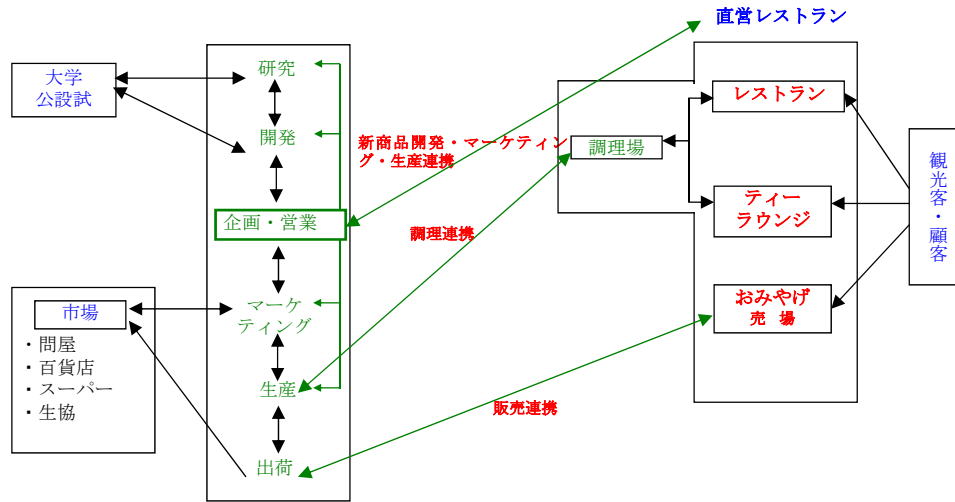 直営レストラン
大学
公設試
研究
開発
企画・営業
マーケ
ティング
生産
出荷
市場
・問屋
・百貨店
・スーパー
・生協
新商品開発・マーケティン
グ・生産連携
調理連携
販売連携
調理場
レストラン
ティー
ラウンジ
おみやげ
売 場
観光客・顧客